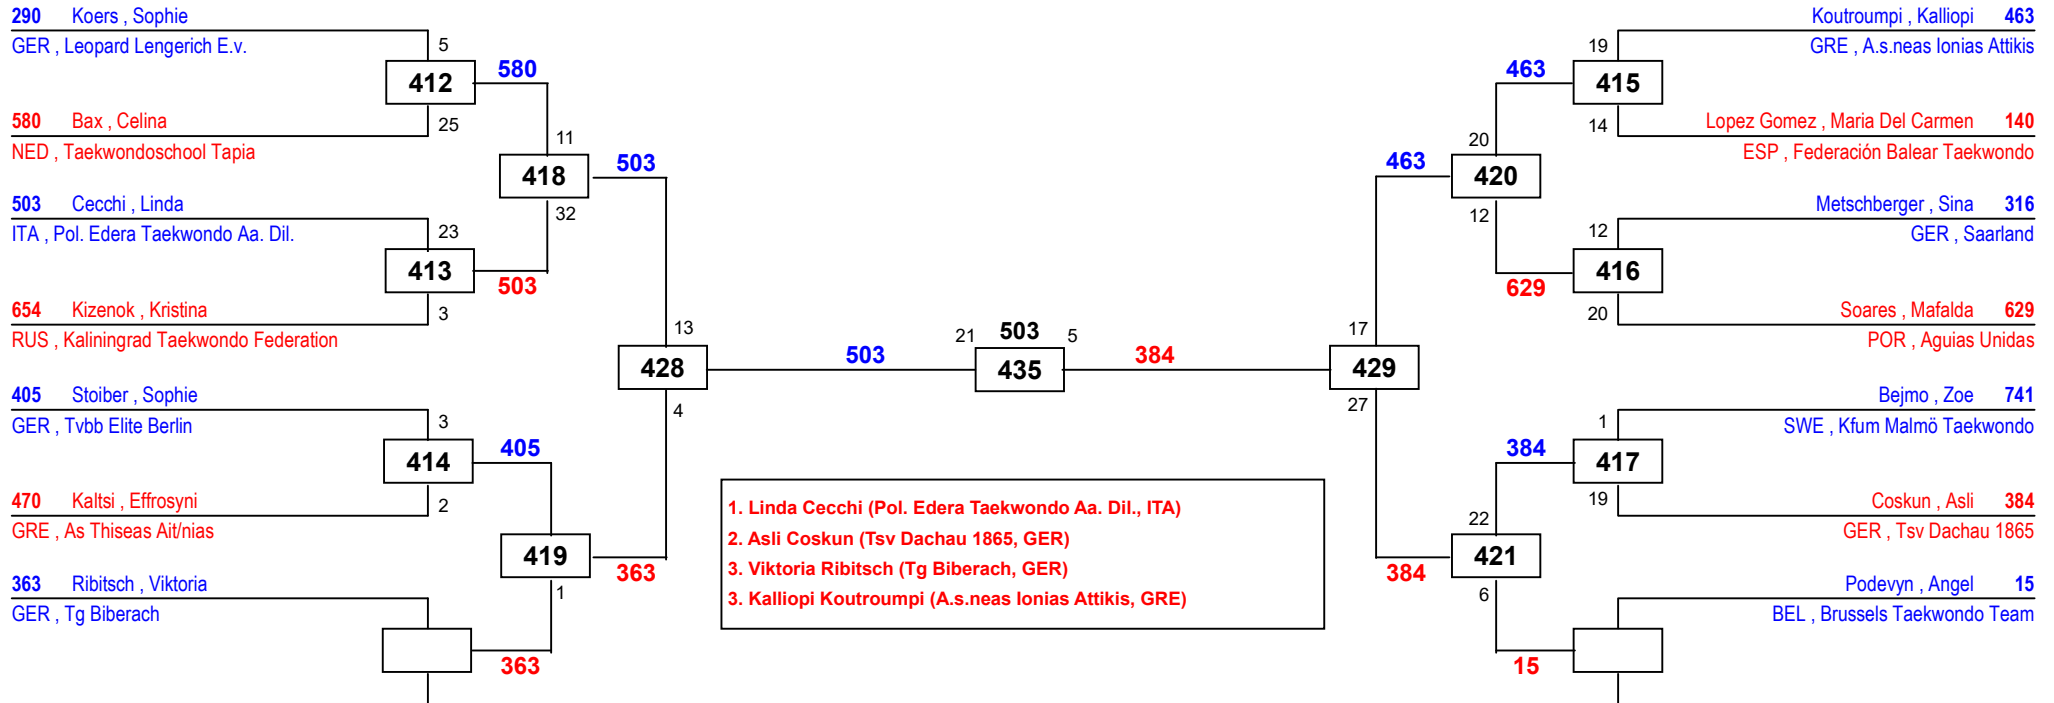 290 Koers , Sophie
GER , Leopard Lengerich E.v.
5
412
580
25
580 Bax , Celina
NED , Taekwondoschool Tapia
11
418
503
32
503 Cecchi , Linda
ITA , Pol. Edera Taekwondo Aa. Dil.
23
413
503
3
654 Kizenok , Kristina
RUS , Kaliningrad Taekwondo Federation
13
428
503
4
405 Stoiber , Sophie
GER , Tvbb Elite Berlin
3
414
405
2
470 Kaltsi , Effrosyni
GRE , As Thiseas Ait/nias
419
363
1
363 Ribitsch , Viktoria
GER , Tg Biberach
363
21 503 5
435
384
Koutroumpi , Kalliopi 463
GRE , A.s.neas Ionias Attikis
19
463
415
14
Lopez Gomez , Maria Del Carmen 140
ESP , Federación Balear Taekwondo
20
463
420
12
Metschberger , Sina 316
GER , Saarland
12
416
629
20
Soares , Mafalda 629
POR , Aguias Unidas
17
429
27
Bejmo , Zoe 741
SWE , Kfum Malmö Taekwondo
1
384
417
19
Coskun , Asli 384
GER , Tsv Dachau 1865
22
421
384
6
Podevyn , Angel 15
BEL , Brussels Taekwondo Team
15
1. Linda Cecchi (Pol. Edera Taekwondo Aa. Dil., ITA)
2. Asli Coskun (Tsv Dachau 1865, GER)
3. Viktoria Ribitsch (Tg Biberach, GER)
3. Kalliopi Koutroumpi (A.s.neas Ionias Attikis, GRE)